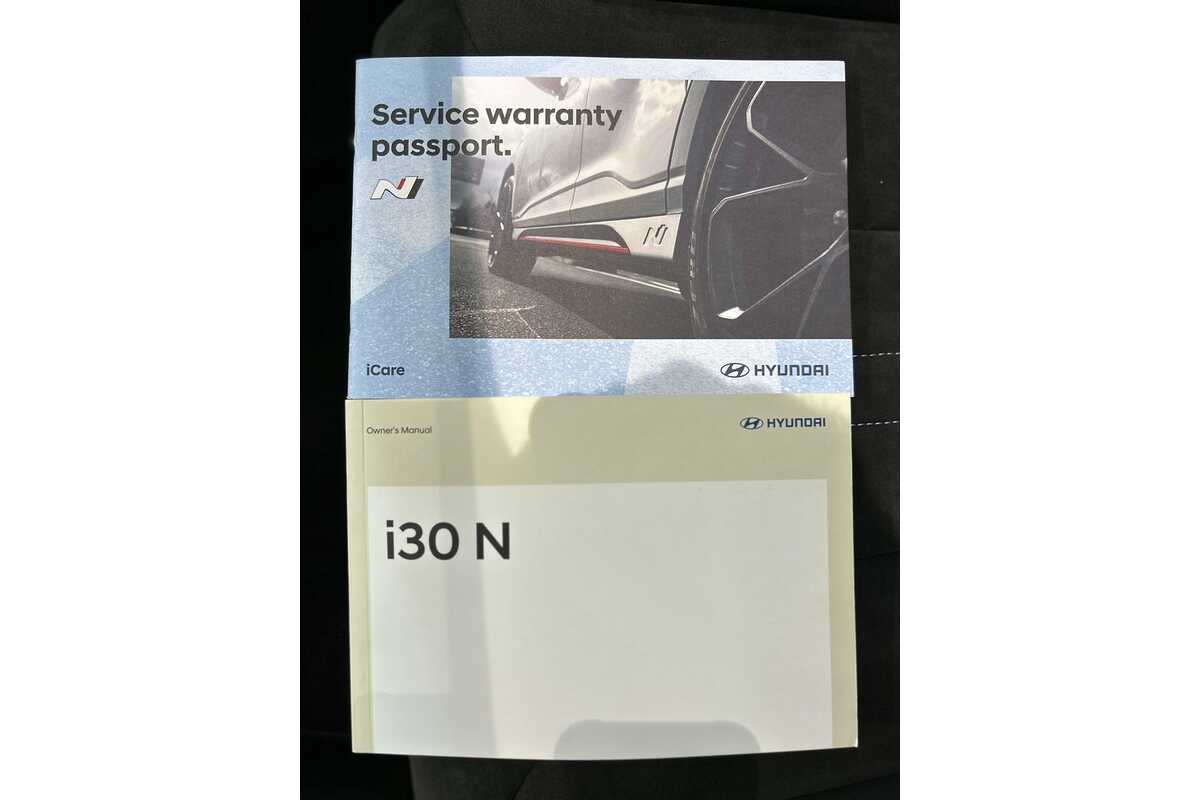 Service warranty
passport.
N
N
iCare
HYUNDAI
Owner's Manual
HYUNDAI
i30 N